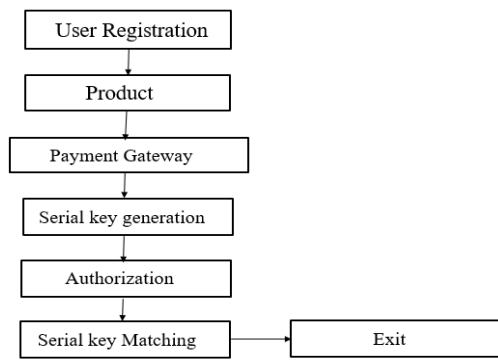 User Registration
Product
Payment Gateway
Serial key generation
Authorization
Serial key Matching
Exit